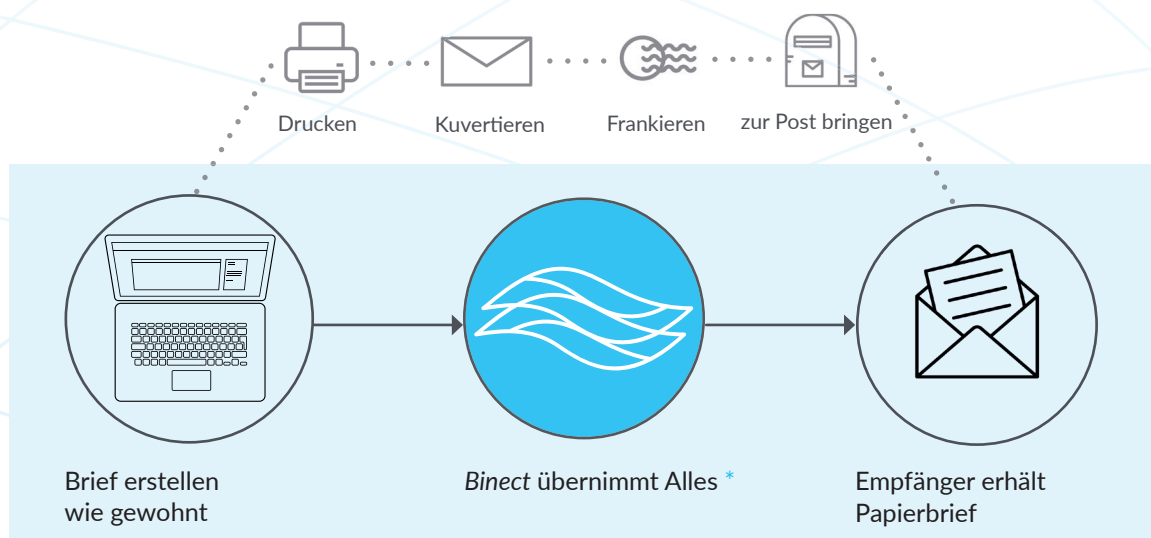 Drucken
Kuvertieren
Frankieren
zur Post bringen
Brief erstellen
wie gewohnt
Binect übernimmt Alles *
Empfänger erhält
Papierbrief